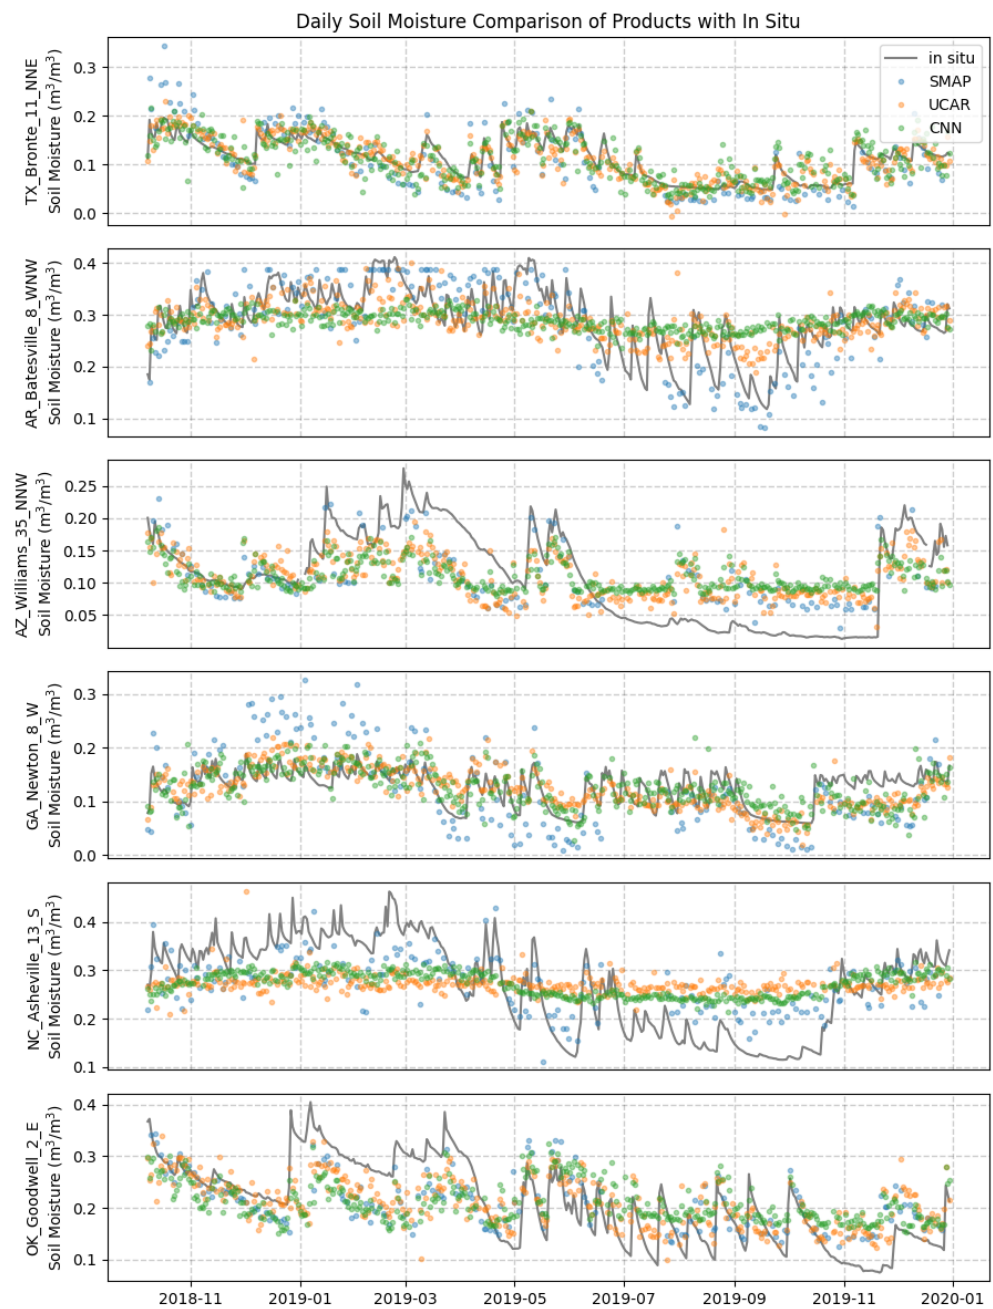 Daily Soil Moisture Comparison of Products with In Situ
TX_Bronte_11_NNE
Soil Moisture (m³/m³)
0.3
0.2
0.1
0.0
in situ
SMAP
UCAR
CNN
AR_Batesville_8_WNW
Soil Moisture (m³/m³)
0.4
0.3
0.2
0.1
AZ_Williams_35_NNW
Soil Moisture (m³/m³)
0.25
0.20
0.15
0.10
0.05
GA_Newton_8_W
Soil Moisture (m³/m³)
0.3
0.2
0.1
0.0
NC_Asheville_13_S
Soil Moisture (m³/m³)
0.4
0.3
0.2
0.1
OK_Goodwell_2_E
Soil Moisture (m³/m³)
0.4
0.3
0.2
0.1
2018-11 2019-01 2019-03 2019-05 2019-07 2019-09 2019-11 2020-01